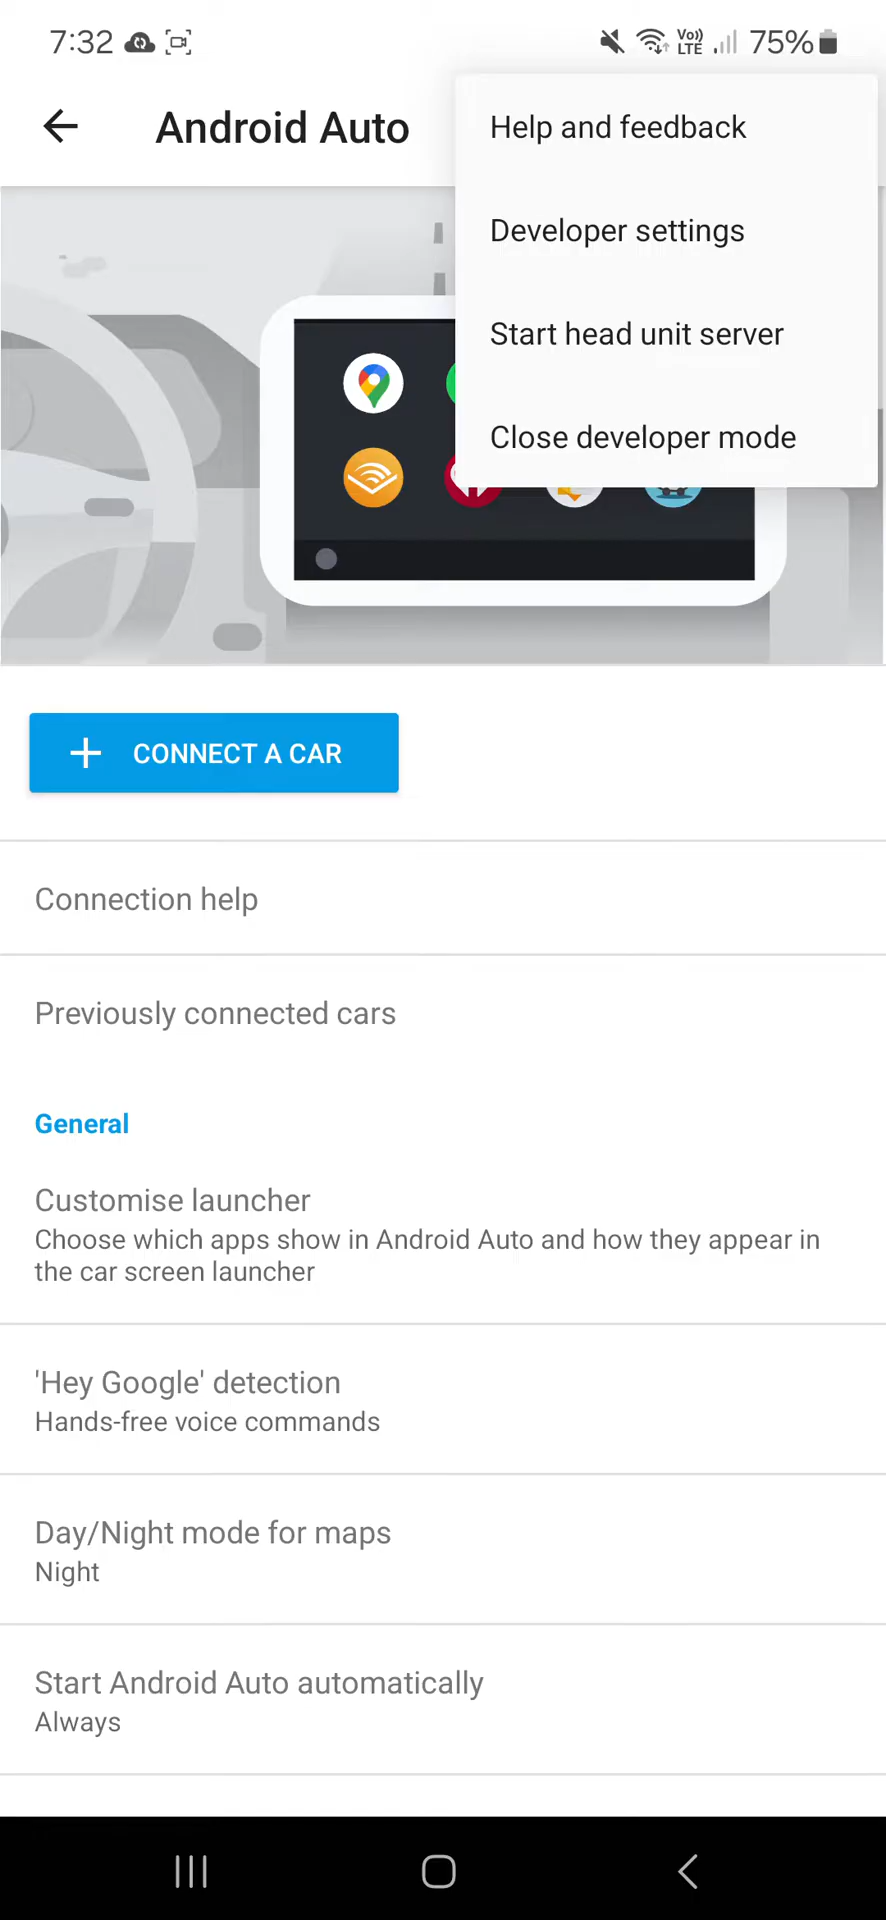 7:32
Vo)) LTE
75%
Android Auto
Help and feedback
Developer settings
Start head unit server
Close developer mode
CONNECT A CAR
Connection help
Previously connected cars
General
Customise launcher
Choose which apps show in Android Auto and how they appear in
the car screen launcher
'Hey Google' detection
Hands-free voice commands
Day/Night mode for maps
Night
Start Android Auto automatically
Always